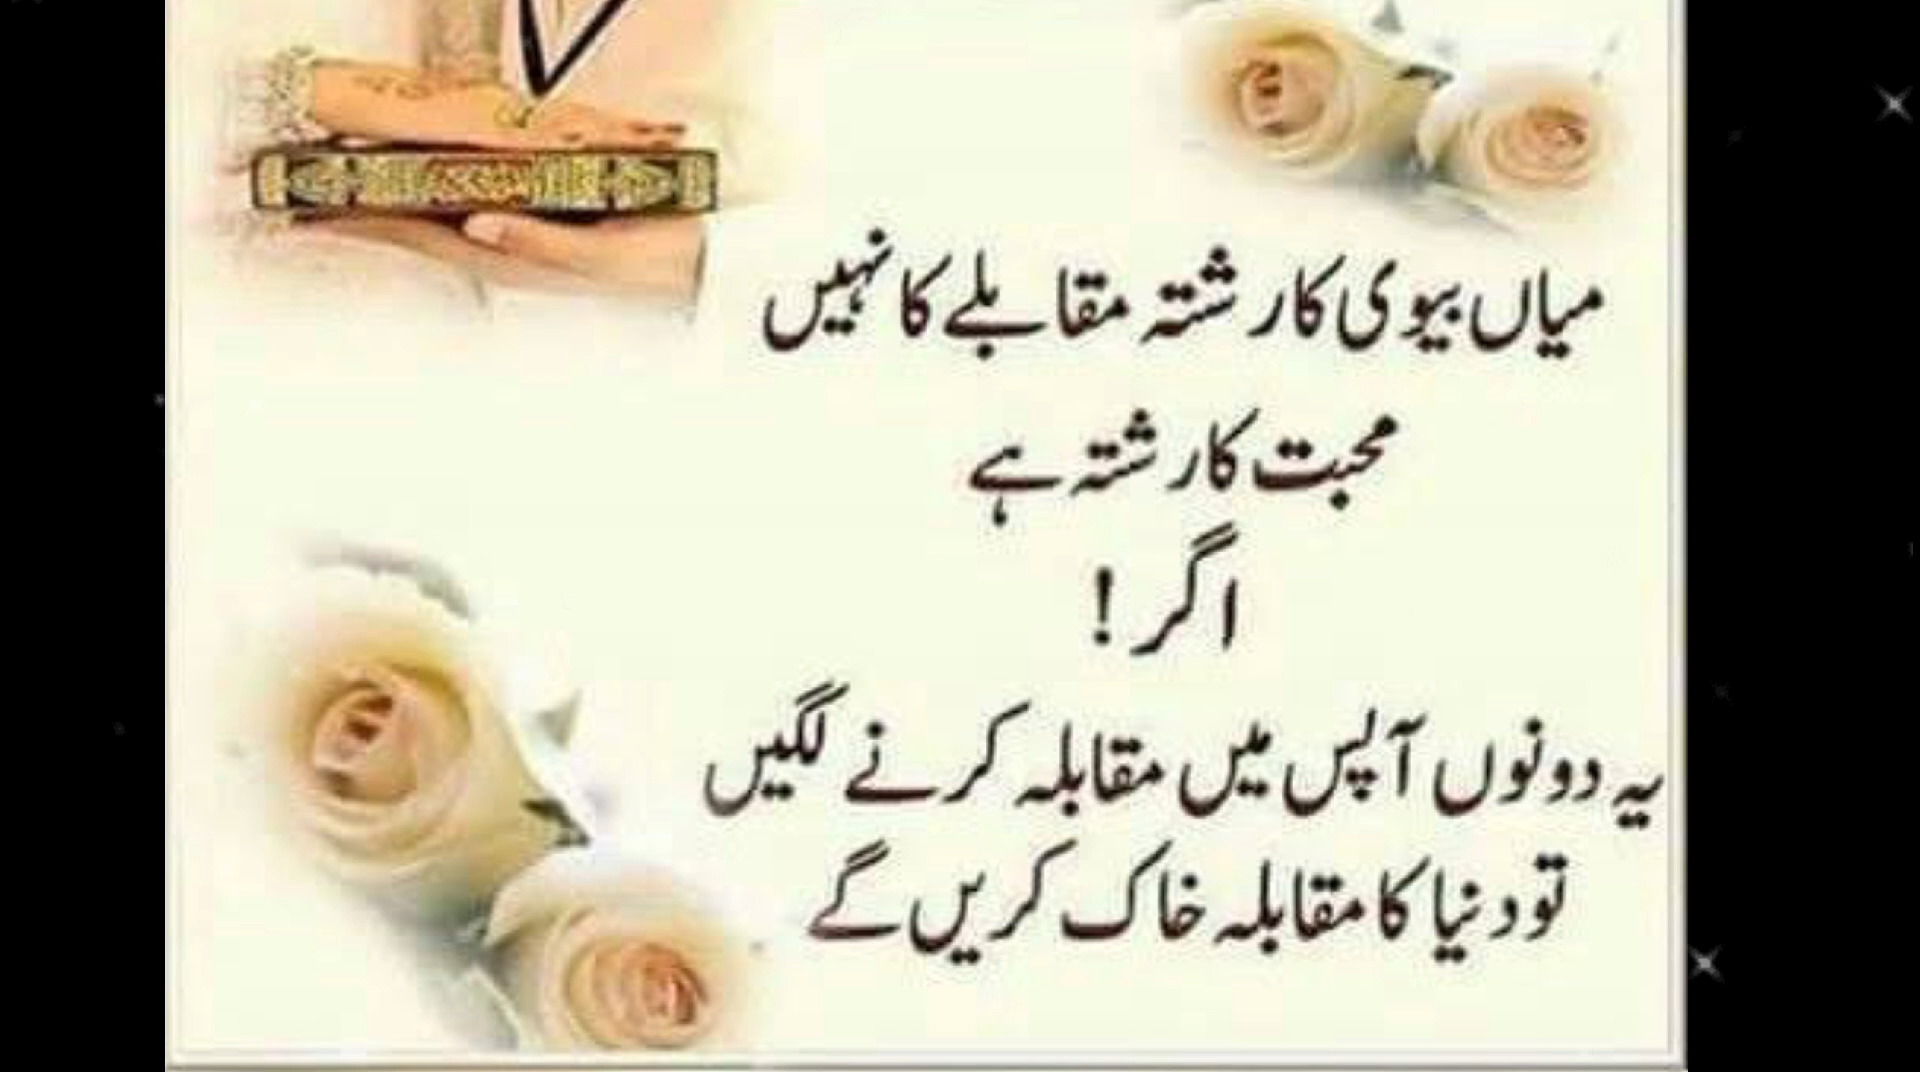 میاں بیوی کا رشتہ مقابلے کا نہیں
محبت کا رشتہ ہے
اگر !
یہ دونوں آپس میں مقابلہ کرنے لگیں
تو دنیا کا مقابلہ خاک کریں گے